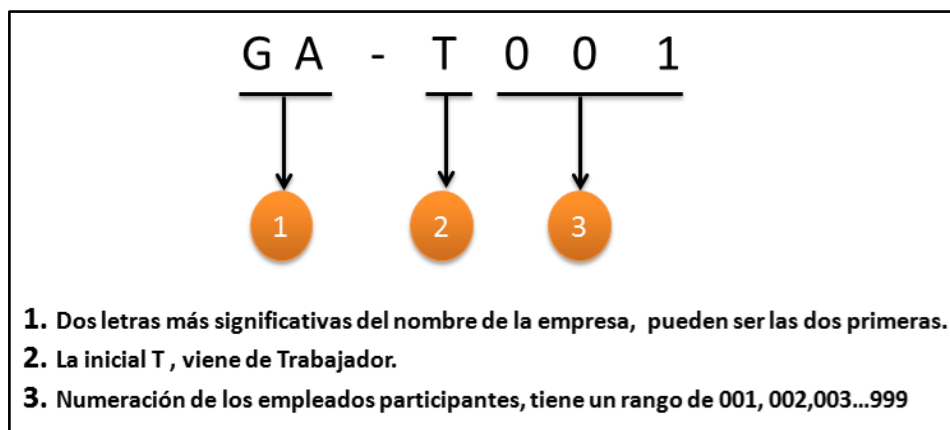 G A - T 0 0 1
1 2 3
1. Dos letras más significativas del nombre de la empresa, pueden ser las dos primeras.
2. La inicial T , viene de Trabajador.
3. Numeración de los empleados participantes, tiene un rango de 001, 002,003...999